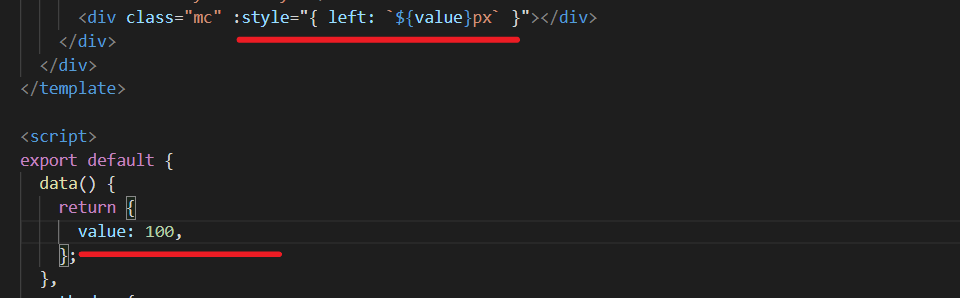 <div class="mc" :style="{ left: `${value}px` }"></div>
</div>
</div>
</template>
<script>
export default {
data() {
return {
value: 100,
};
},